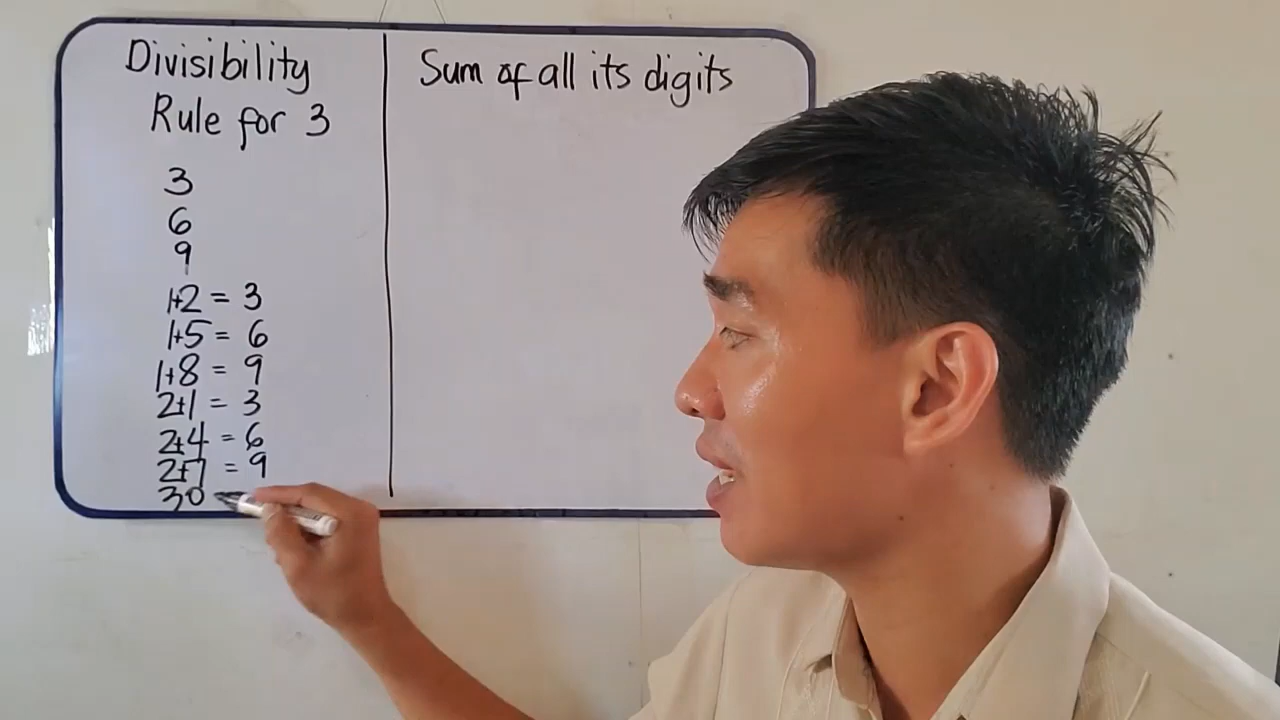 Divisibility
Rule for 3
3
6
9
1+2 = 3
1+5 = 6
1+8 = 9
2+1 = 3
2+4 = 6
2+7 = 9
30
Sum of all its digits